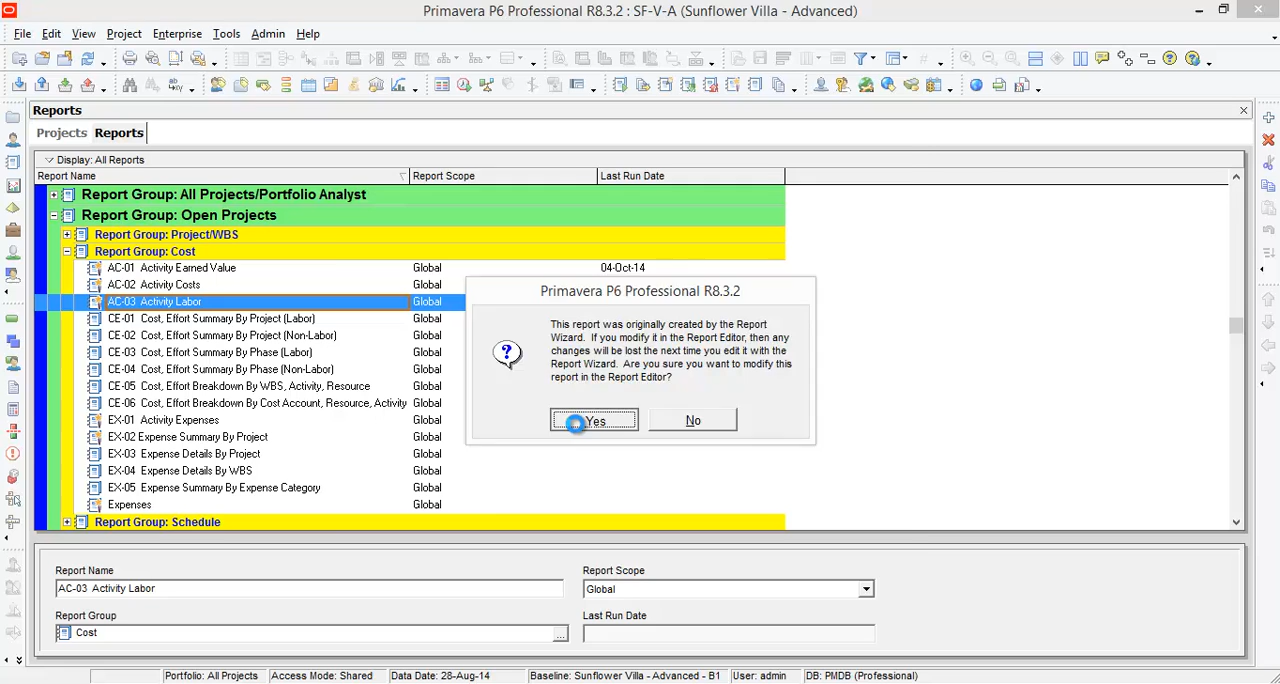 Primavera P6 Professional R8.3.2 : SF-V-A (Sunflower Villa - Advanced)
File Edit View Project Enterprise Tools Admin Help
Reports
Projects Reports
Display: All Reports
Report Name Report Scope Last Run Date
Report Group: All Projects/Portfolio Analyst
Report Group: Open Projects
Report Group: Project/WBS
Report Group: Cost
AC-01 Activity Earned Value Global 04-Oct-14
AC-02 Activity Costs Global
AC-03 Activity Labor Global
CE-01 Cost, Effort Summary By Project (Labor) Global
CE-02 Cost, Effort Summary By Project (Non-Labor) Global
CE-03 Cost, Effort Summary By Phase (Labor) Global
CE-04 Cost, Effort Summary By Phase (Non-Labor) Global
CE-05 Cost, Effort Breakdown By WBS, Activity, Resource Global
CE-06 Cost, Effort Breakdown By Cost Account, Resource, Activity Global
EX-01 Activity Expenses Global
EX-02 Expense Summary By Project Global
EX-03 Expense Details By Project Global
EX-04 Expense Details By WBS Global
EX-05 Expense Summary By Expense Category Global
Expenses Global
Report Group: Schedule
Primavera P6 Professional R8.3.2
This report was originally created by the Report
Wizard. If you modify it in the Report Editor, then any
changes will be lost the next time you edit it with the
Report Wizard. Are you sure you want to modify this
report in the Report Editor?
Yes No
Report Name Report Scope
AC-03 Activity Labor Global
Report Group Last Run Date
Cost ...
Portfolio: All Projects Access Mode: Shared Data Date: 28-Aug-14 Baseline: Sunflower Villa - Advanced - B1 User: admin DB: PMDB (Professional)